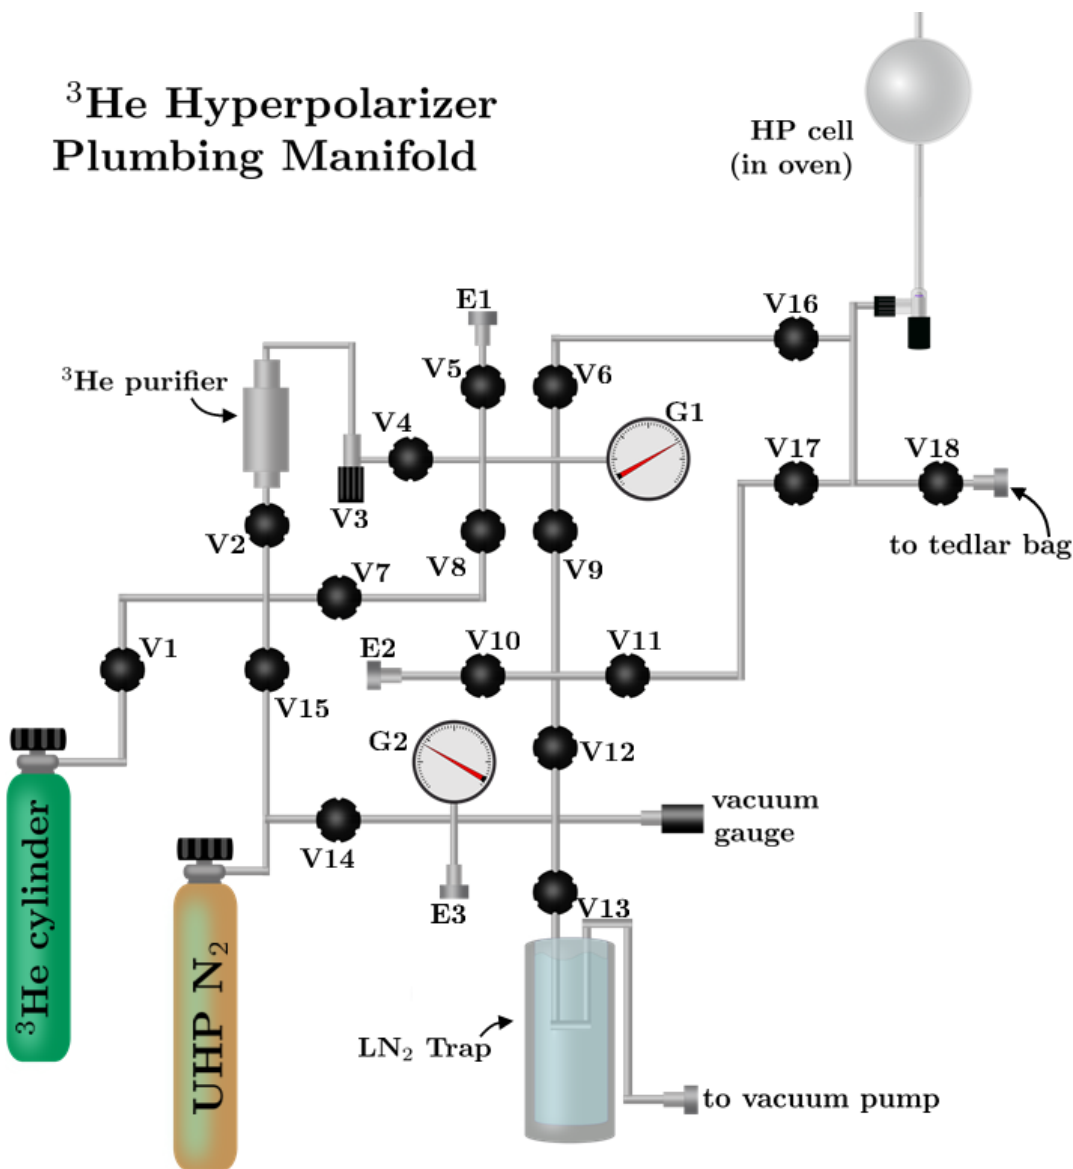 ³He Hyperpolarizer
Plumbing Manifold
HP cell
(in oven)
E1
V16
³He purifier
V5
V6
G1
V4
V17
V18
V3
V2
to tedlar bag
V8
V9
V7
E2
V10
V11
V1
V15
G2
V12
vacuum
gauge
V14
E3
V13
³He cylinder
UHP N₂
LN₂ Trap
to vacuum pump